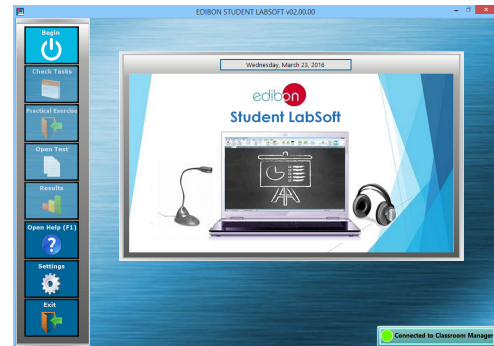 EDIBON STUDENT LABSOFT v02.00.00
Begin
Check Tasks
Practical Exercise
Open Test
Results
Open Help (F1)
Settings
Exit
Wednesday, March 23, 2016
edibon
Student LabSoft
Connected to Classroom Manager